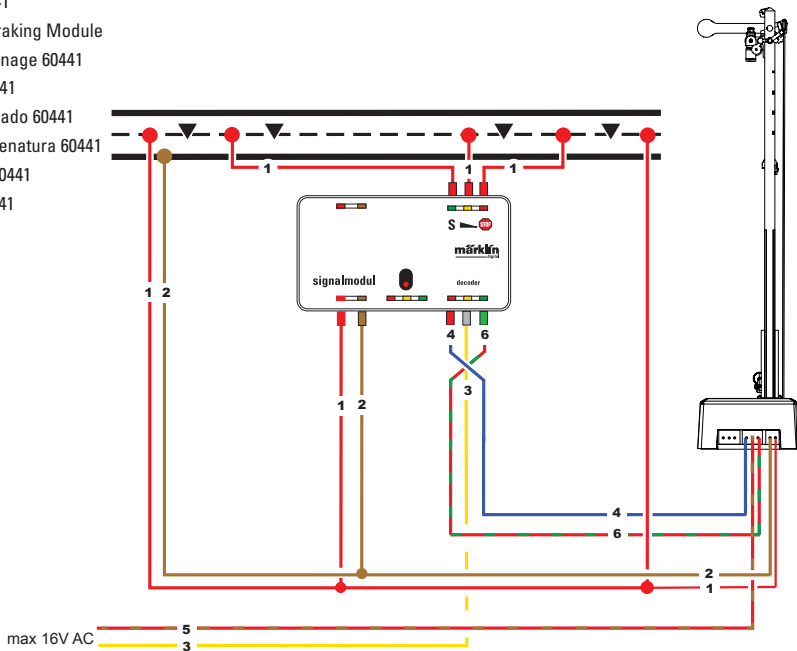 41
raking Module
nage 60441
41
ado 60441
enatura 60441
0441
41
1 1 1
S STOP
märklin
digital
signalmodul decoder
1 2
4 6
3
1 2
4
6
2
1
5
max 16V AC
3